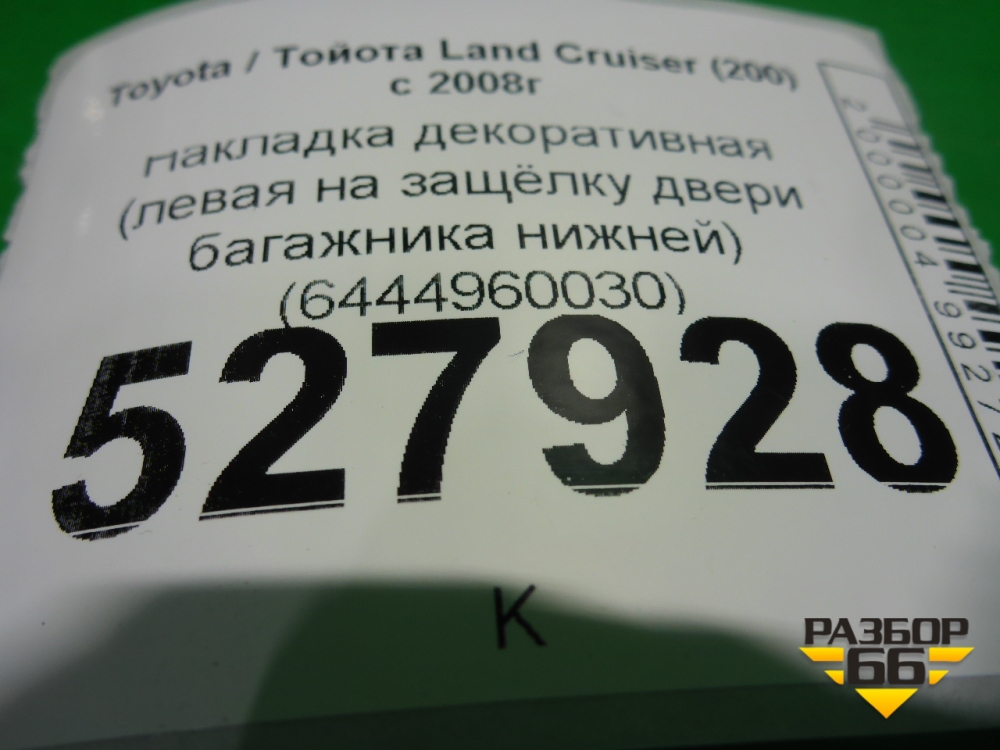 Toyota / Тойота Land Cruiser (200)
с 2008г
Накладка декоративная
(левая на защёлку двери
багажника нижней)
(6444960030)
527928
К
РАЗБОР
66